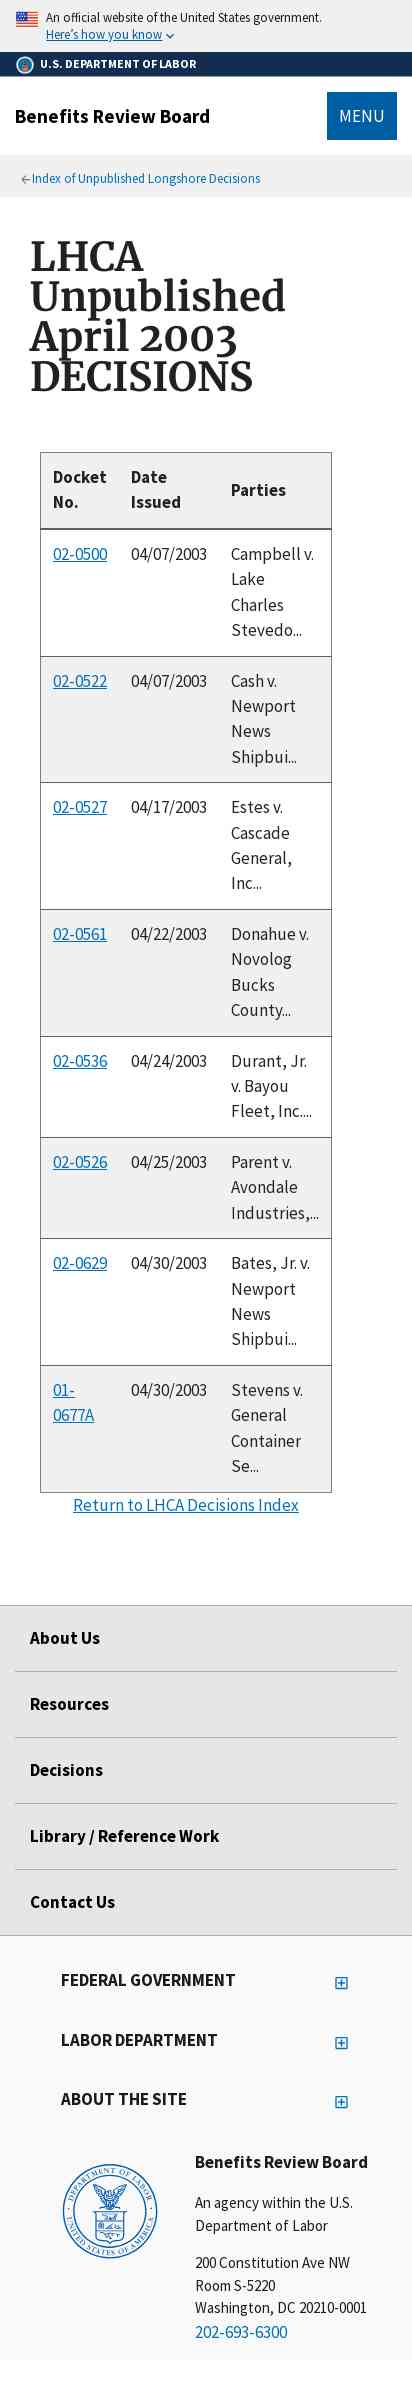 An official website of the United States government.
Here's how you know
U.S. DEPARTMENT OF LABOR
Benefits Review Board
MENU
Index of Unpublished Longshore Decisions
LHCA
Unpublished
April 2003
DECISIONS
Docket No. Date Issued Parties
02-0500 04/07/2003 Campbell v.
Lake
Charles
Stevedo...
02-0522 04/07/2003 Cash v.
Newport
News
Shipbui...
02-0527 04/17/2003 Estes v.
Cascade
General,
Inc...
02-0561 04/22/2003 Donahue v.
Novolog
Bucks
County...
02-0536 04/24/2003 Durant, Jr.
v. Bayou
Fleet, Inc....
02-0526 04/25/2003 Parent v.
Avondale
Industries,...
02-0629 04/30/2003 Bates, Jr. v.
Newport
News
Shipbui...
01- 04/30/2003 Stevens v.
0677A General
Container
Se...
Return to LHCA Decisions Index
About Us
Resources
Decisions
Library / Reference Work
Contact Us
FEDERAL GOVERNMENT
LABOR DEPARTMENT
ABOUT THE SITE
DEPARTMENT OF LABOR
UNITED STATES OF AMERICA
Benefits Review Board
An agency within the U.S.
Department of Labor
200 Constitution Ave NW
Room S-5220
Washington, DC 20210-0001
202-693-6300